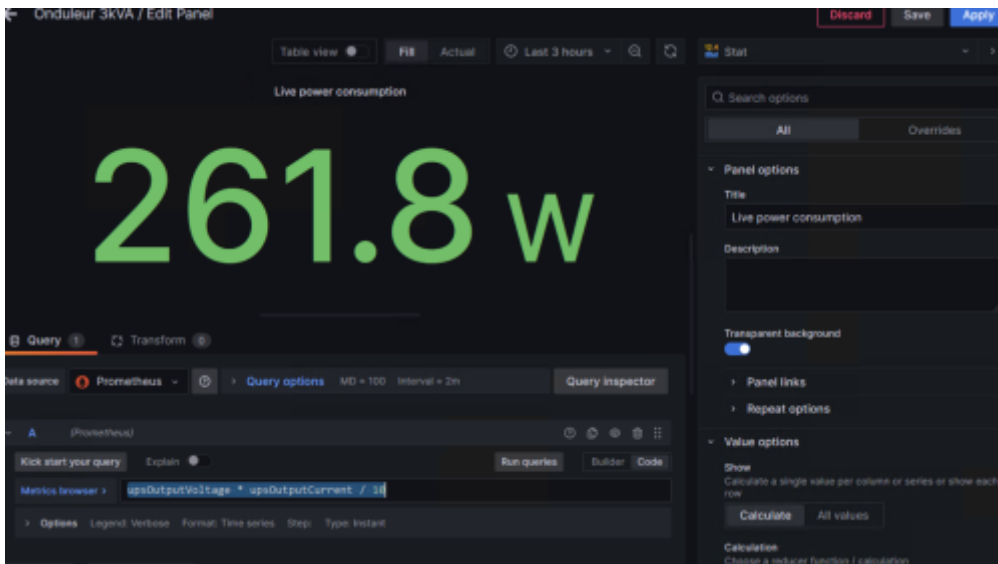 Onduleur 3kVA / Edit Panel
Discard Save Apply
Table view Fill Actual Last 3 hours Stat
Live power consumption
Search options
All Overrides
261.8 W
Panel options
Title
Live power consumption
Description
Transparent background
Query 1 Transform 0
Data source Prometheus Query options MD = 100 Interval = 2m Query inspector
Panel links
Repeat options
A (Prometheus)
Value options
Kick start your query Explain Run queries Builder Code
Show
Calculate a single value per column or series or show each row
Metrics browser > upsOutputVoltage * upsOutputCurrent / 10
Calculate All values
Options Legend: Verbose Format: Time series Step: Type: Instant
Calculation
Choose a reducer function / calculation